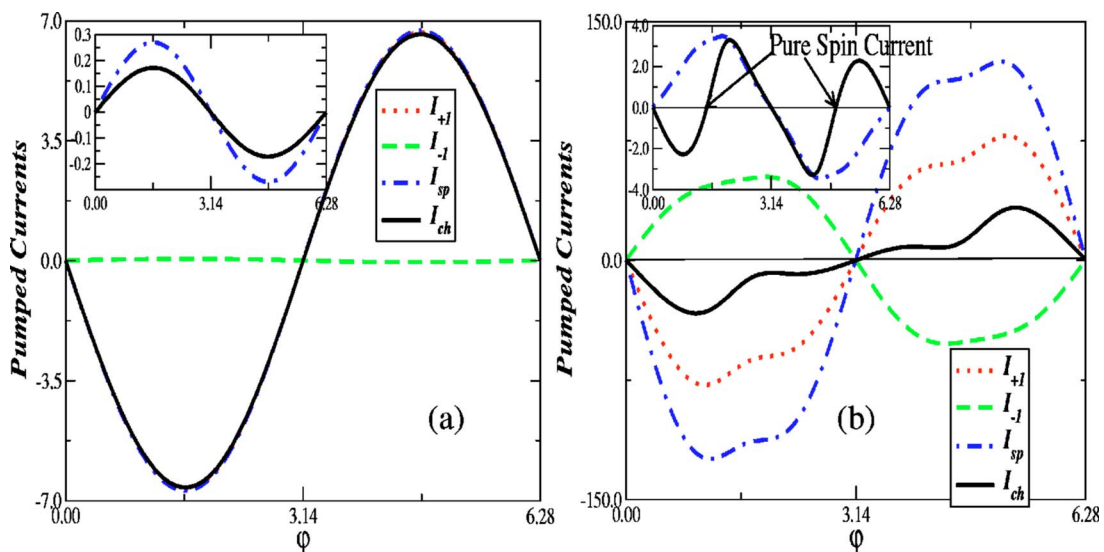 7.0
3.5
0.0
-3.5
-7.0
Pumped Currents
0.3
0.2
0.1
0
-0.1
-0.2
0.00
3.14
6.28
I+1
I-1
Isp
Ich
(a)
0.00
3.14
6.28
φ
150.0
0.0
-150.0
Pumped Currents
4.0
2.0
0.0
-2.0
-4.0
Pure Spin Current
0.00
3.14
6.28
(b)
I+1
I-1
Isp
Ich
0.00
3.14
6.28
φ